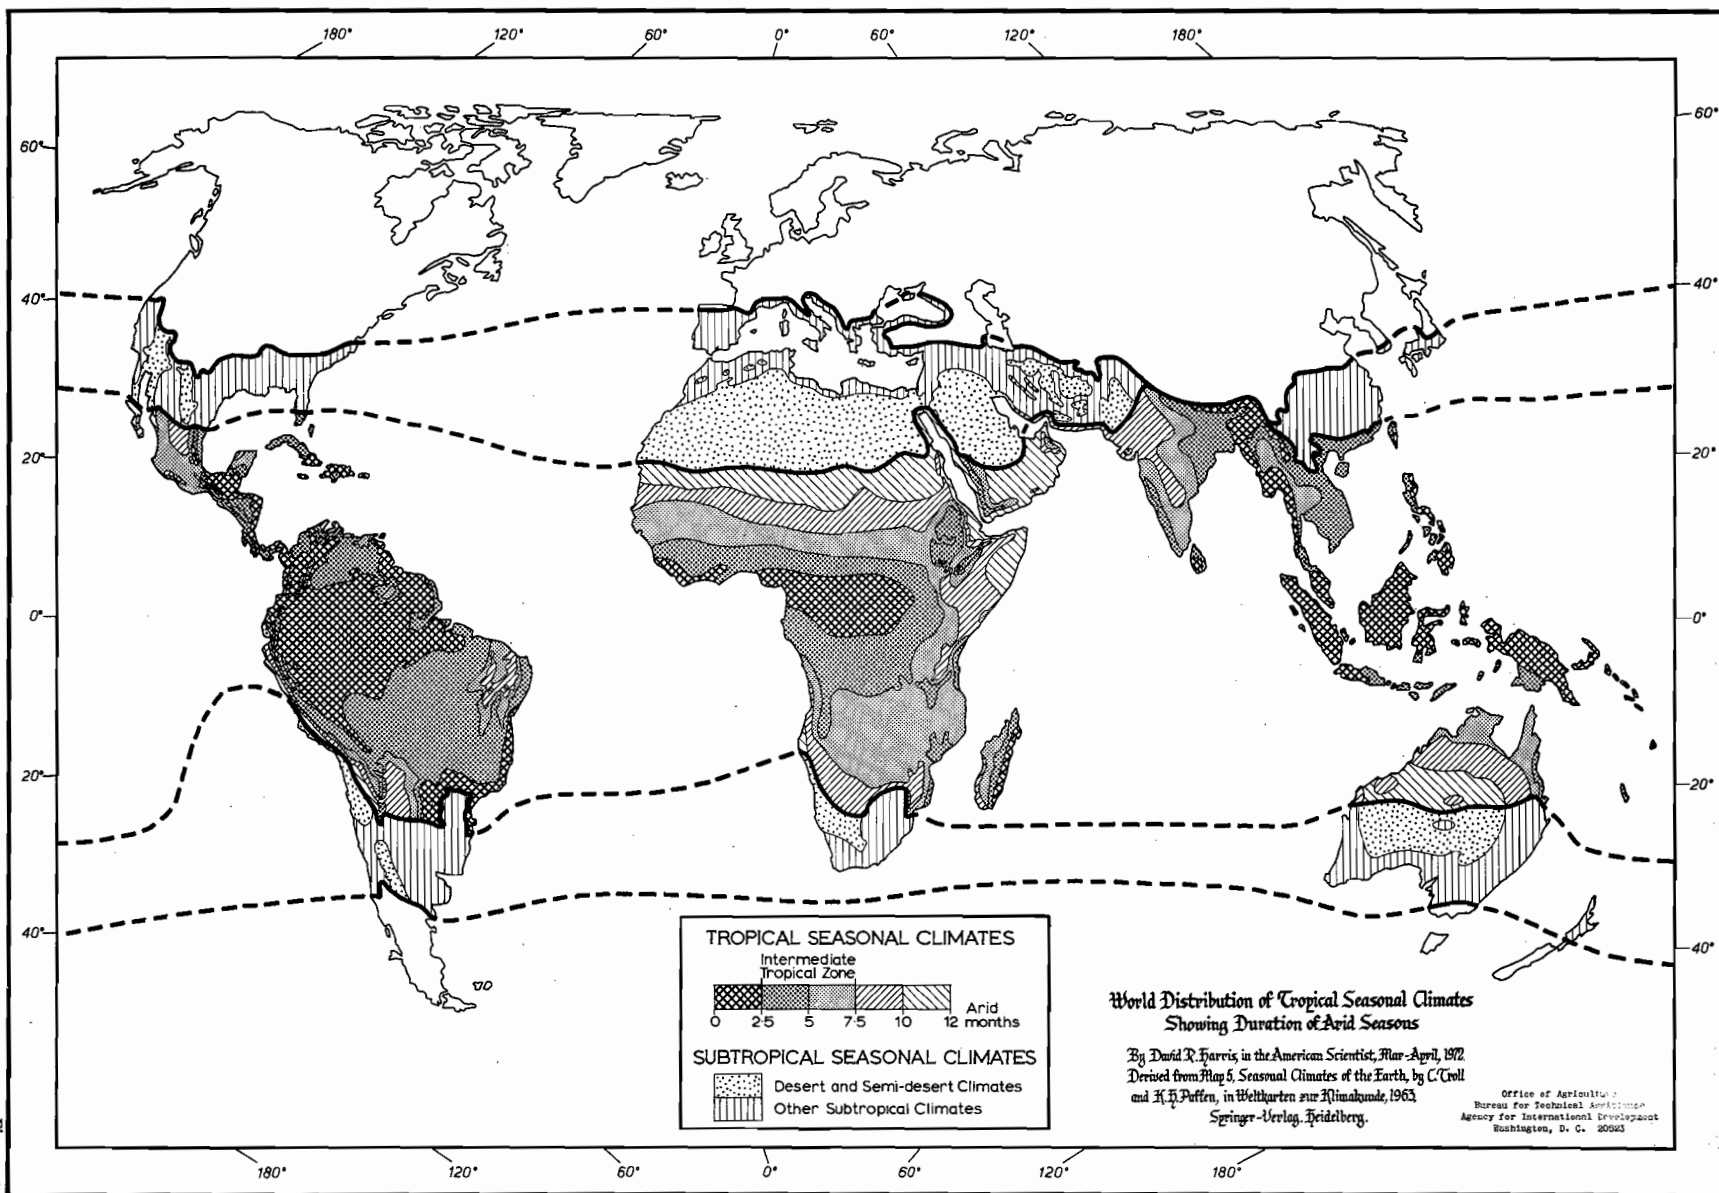 180° 120° 60° 0° 60° 120° 180°
60° 60°
40° 40°
20° 20°
0° 0°
20° 20°
40° 40°
TROPICAL SEASONAL CLIMATES
Intermediate
Tropical Zone
Arid
0 2·5 5 7·5 10 12 months
SUBTROPICAL SEASONAL CLIMATES
Desert and Semi-desert Climates
Other Subtropical Climates
World Distribution of Tropical Seasonal Climates
Showing Duration of Arid Seasons
By David R. Harris, in the American Scientist, Mar-April, 1972.
Derived from Map 5, Seasonal Climates of the Earth, by C. Troll
and K. H. Paffen, in Weltkarten zur Klimakunde, 1963,
Springer-Verlag, Heidelberg.
Office of
Bureau for Technical
Agency for International
Washington, D. C. 20523
180° 120° 60° 0° 60° 120° 180°